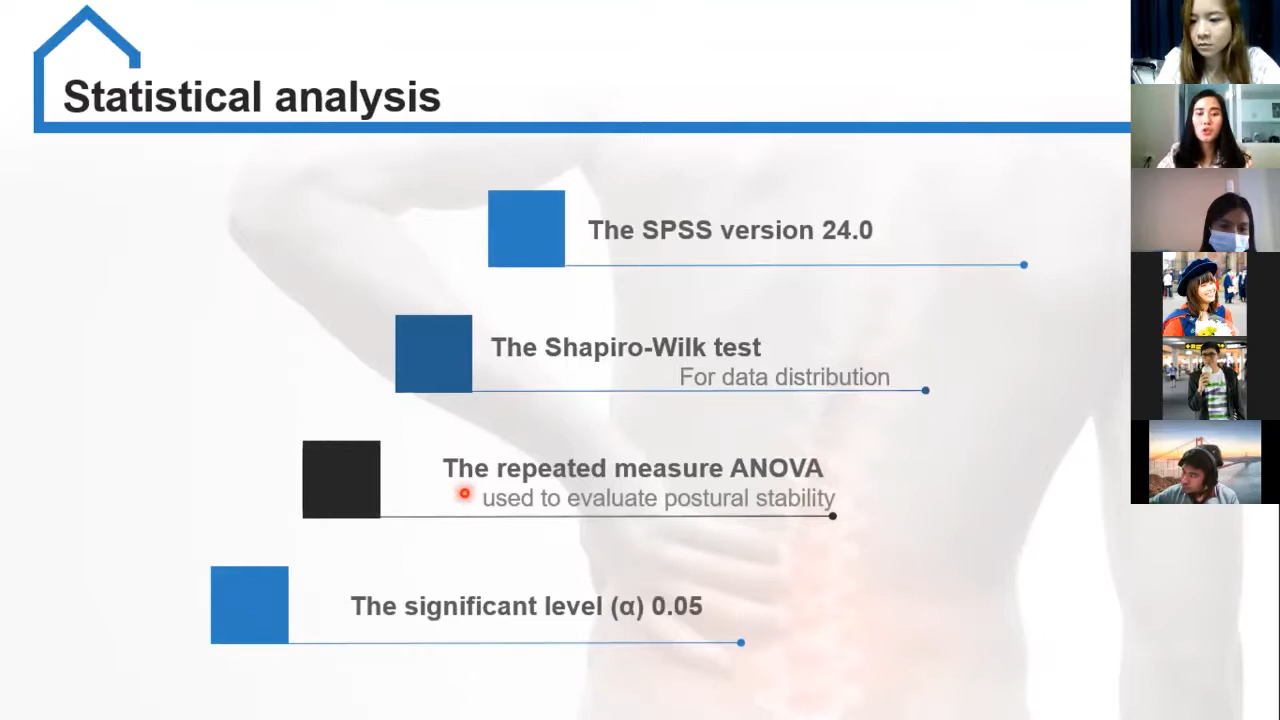 Statistical analysis
The SPSS version 24.0
The Shapiro-Wilk test
For data distribution
The repeated measure ANOVA
used to evaluate postural stability
The significant level (α) 0.05